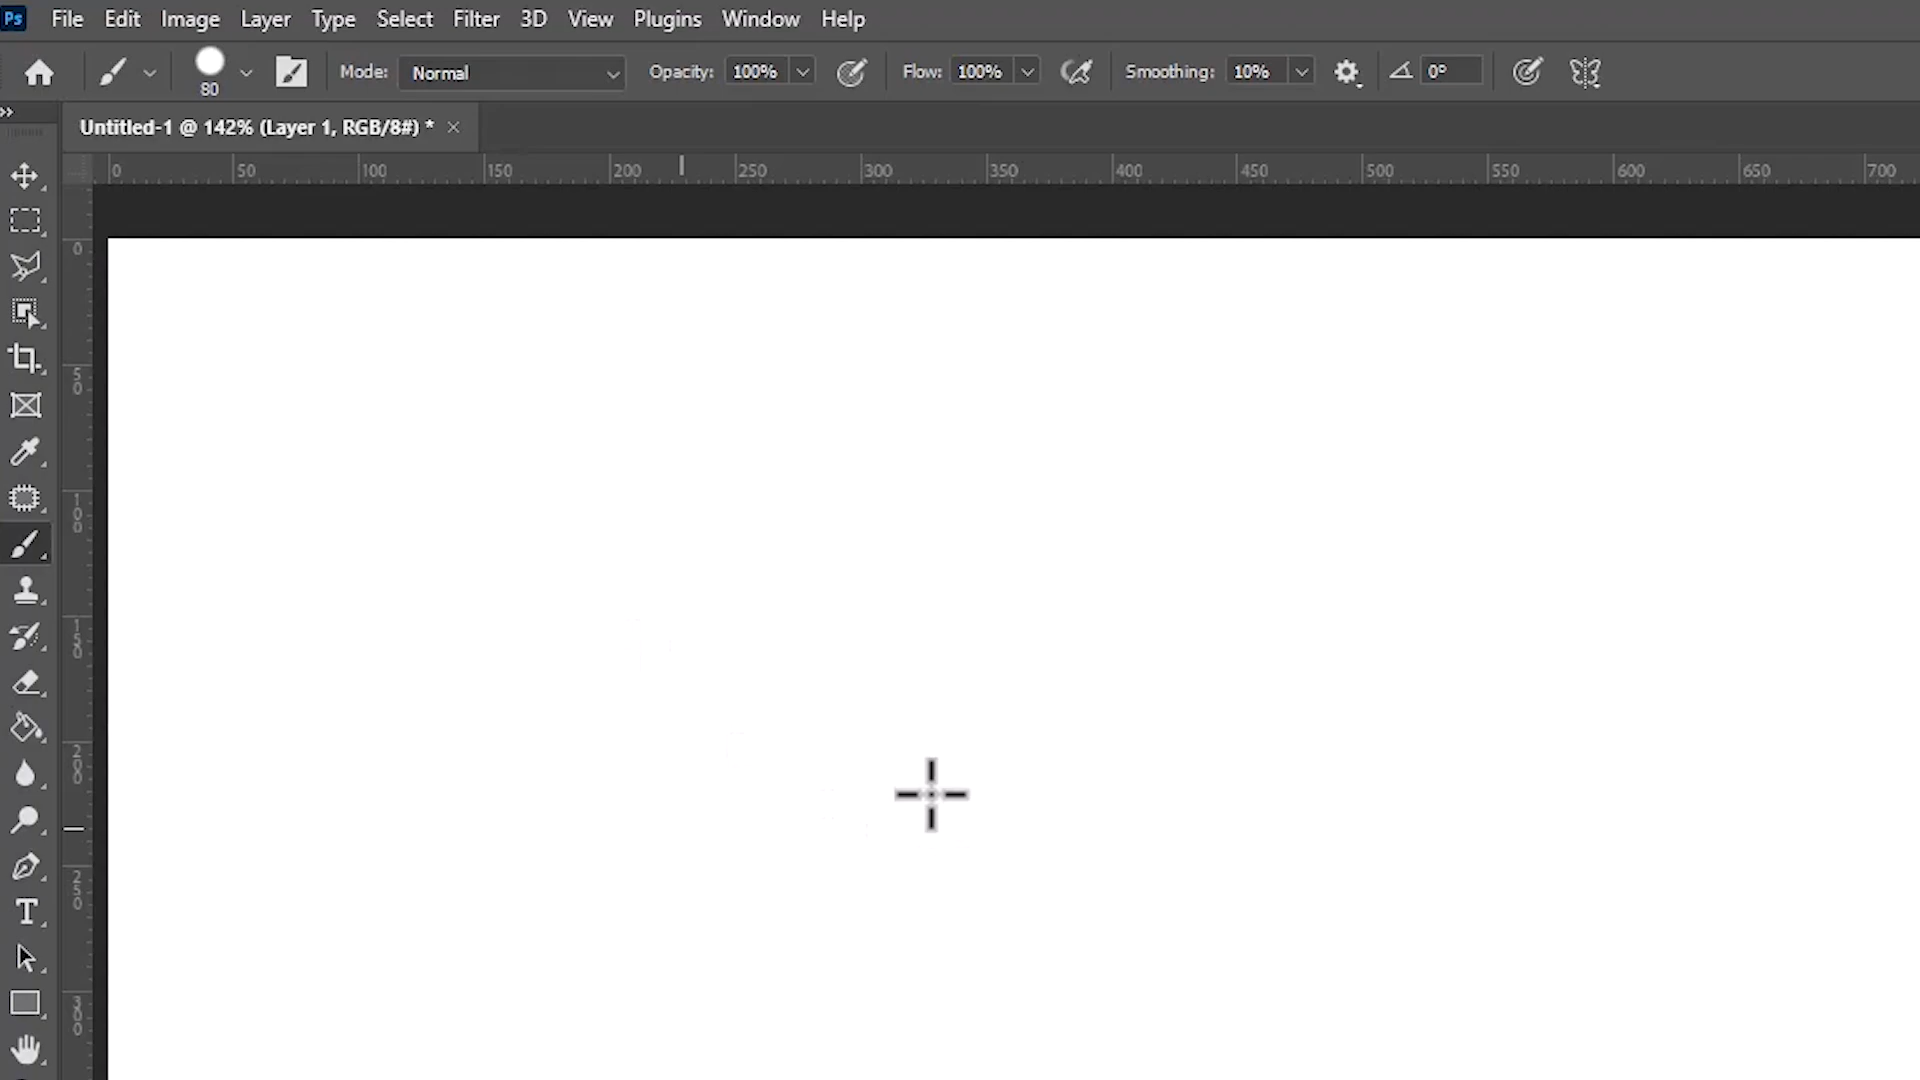 Ps File Edit Image Layer Type Select Filter 3D View Plugins Window Help
80 Mode: Normal Opacity: 100% Flow: 100% Smoothing: 10% 0°
Untitled-1 @ 142% (Layer 1, RGB/8#) * ×
0 50 100 150 200 250 300 350 400 450 500 550 600 650 700
0
50
100
150
200
250
300